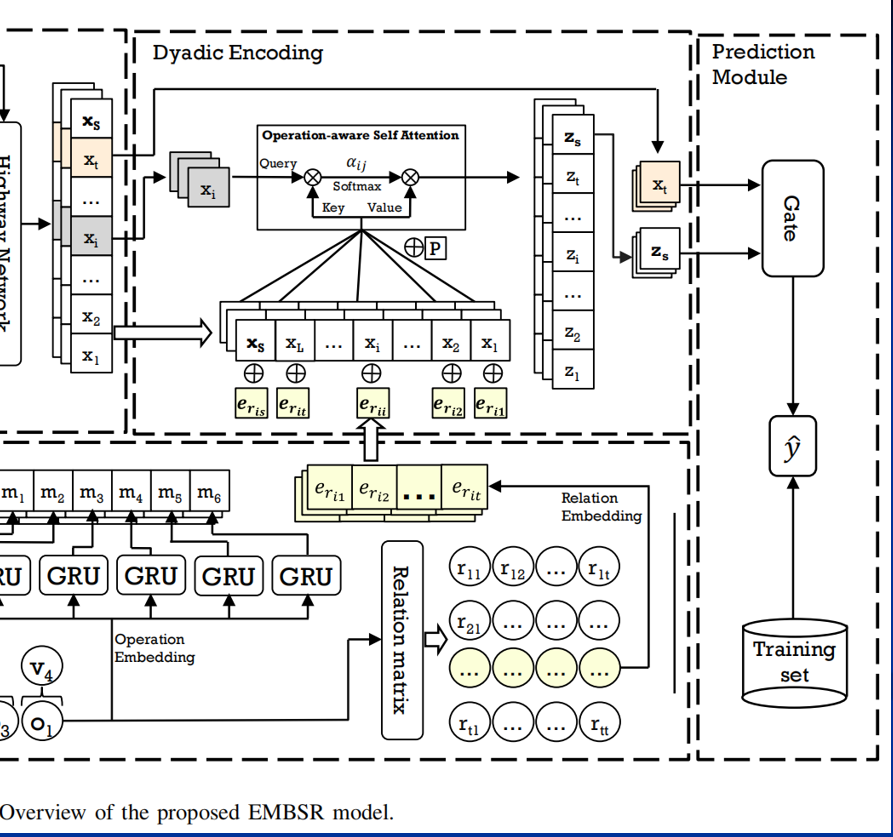 Dyadic Encoding
Prediction
Module
Highway Network
x_S
x_t
...
x_i
...
x_2
x_1
x_i
Operation-aware Self Attention
Query
α_ij
Softmax
Key
Value
⊕ P
x_S x_L ... x_i ... x_2 x_1
⊕ ⊕ ⊕ ⊕ ⊕
e_ris e_rit e_rii e_ri2 e_ri1
z_s
z_t
...
z_i
...
z_2
z_1
x_t
z_s
Gate
ŷ
Training
set
m_1 m_2 m_3 m_4 m_5 m_6
RU GRU GRU GRU GRU
Operation
Embedding
v_4
3 o_1
e_ri1 e_ri2 ... e_rit
Relation
Embedding
Relation matrix
r_11 r_12 ... r_1t
r_21 ... ... ...
... ... ... ...
r_t1 ... ... r_tt
Overview of the proposed EMBSR model.